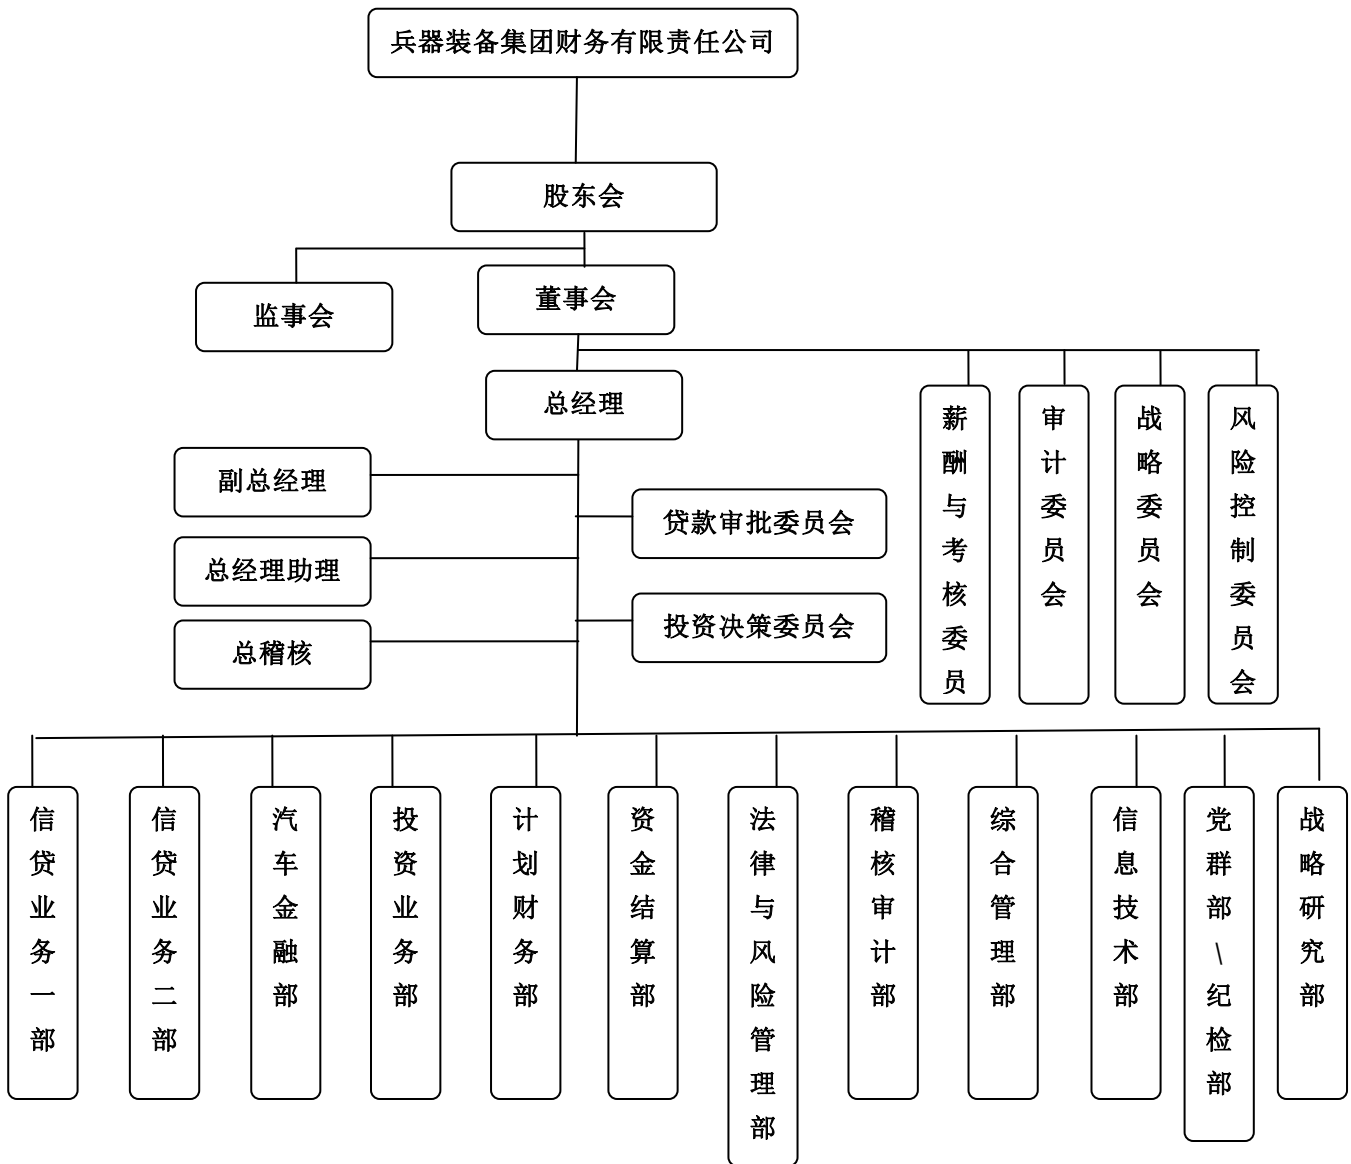 兵器装备集团财务有限责任公司
股东会
监事会
董事会
总经理
副总经理
总经理助理
总稽核
贷款审批委员会
投资决策委员会
薪酬与考核委员
审计委员会
战略委员会
风险控制委员会
信贷业务一部
信贷业务二部
汽车金融部
投资业务部
计划财务部
资金结算部
法律与风险管理部
稽核审计部
综合管理部
信息技术部
党群部\纪检部
战略研究部